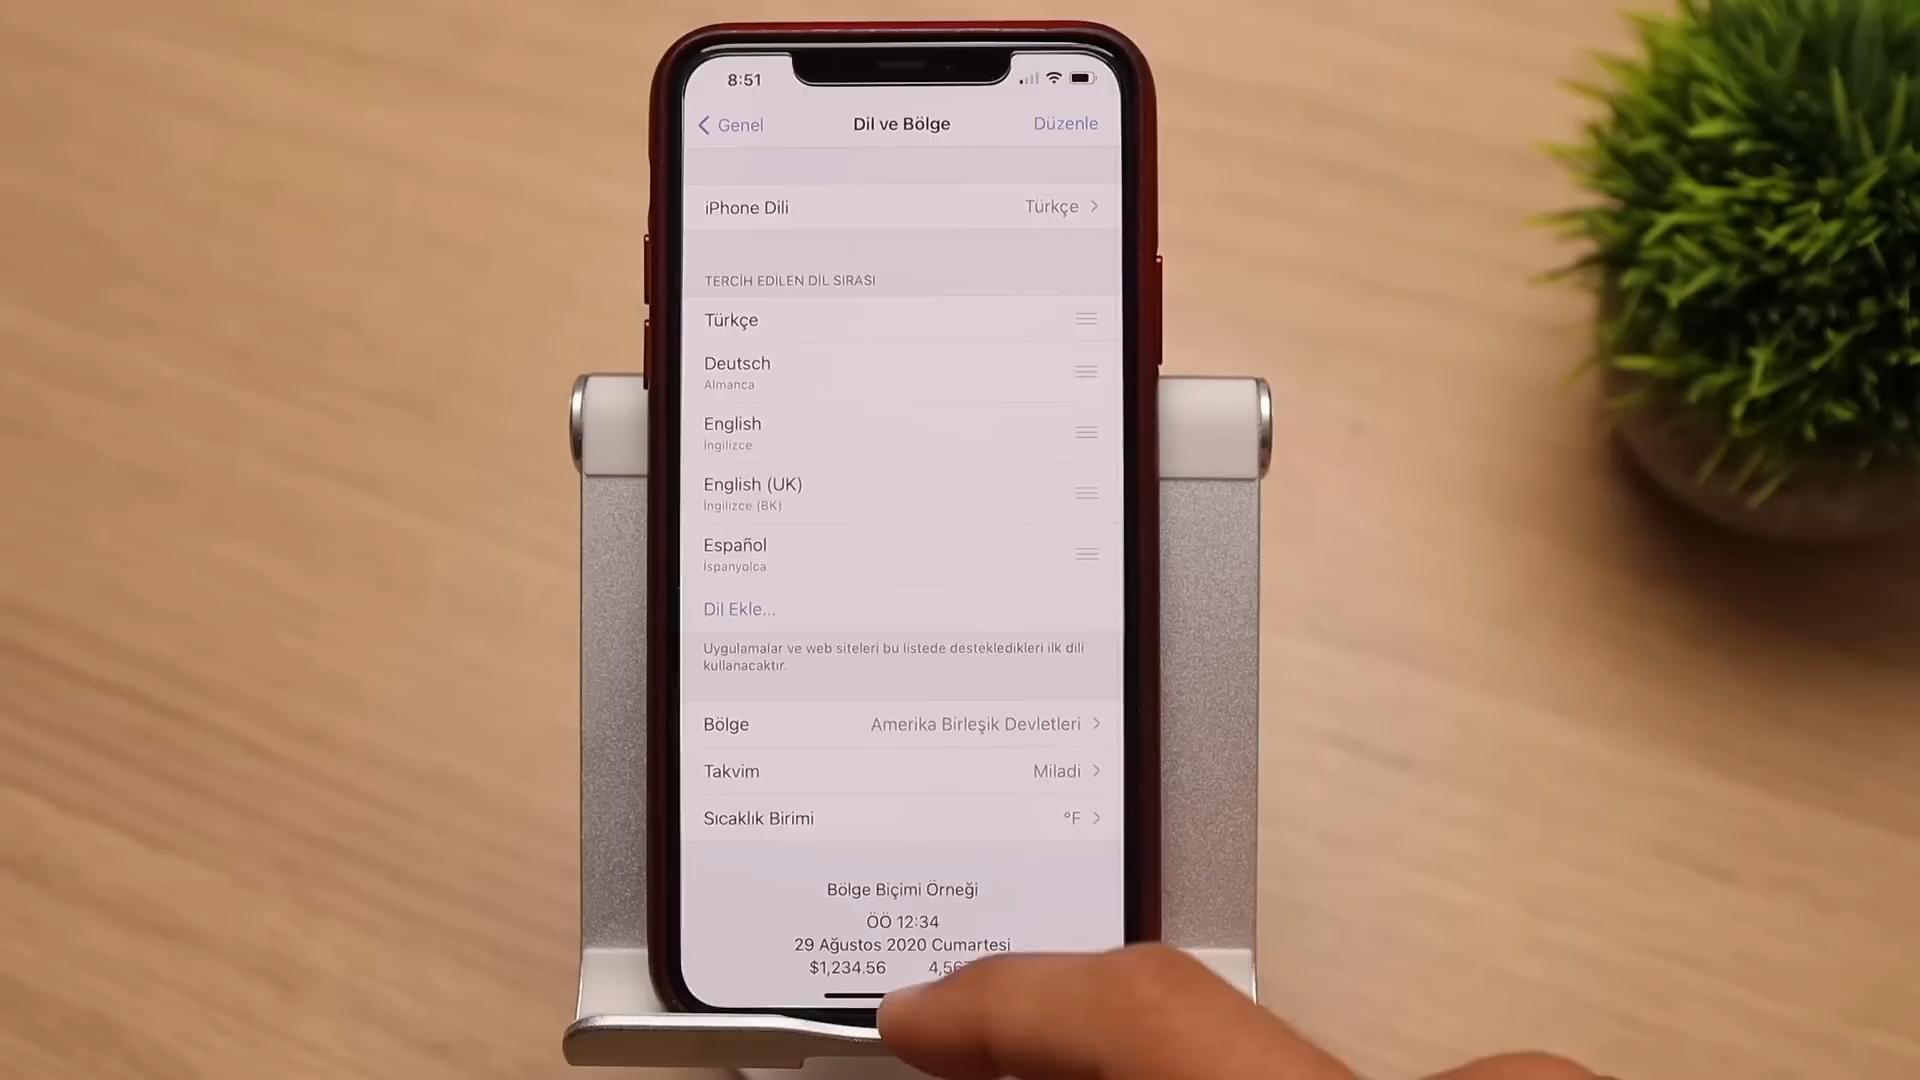 8:51
Genel
Dil ve Bölge
Düzenle
iPhone Dili
Türkçe
TERCİH EDİLEN DİL SIRASI
Türkçe
Deutsch
Almanca
English
İngilizce
English (UK)
İngilizce (BK)
Español
İspanyolca
Dil Ekle...
Uygulamalar ve web siteleri bu listede destekledikleri ilk dili
kullanacaktır.
Bölge
Amerika Birleşik Devletleri
Takvim
Miladi
Sıcaklık Birimi
°F
Bölge Biçimi Örneği
ÖÖ 12:34
29 Ağustos 2020 Cumartesi
$1,234.56